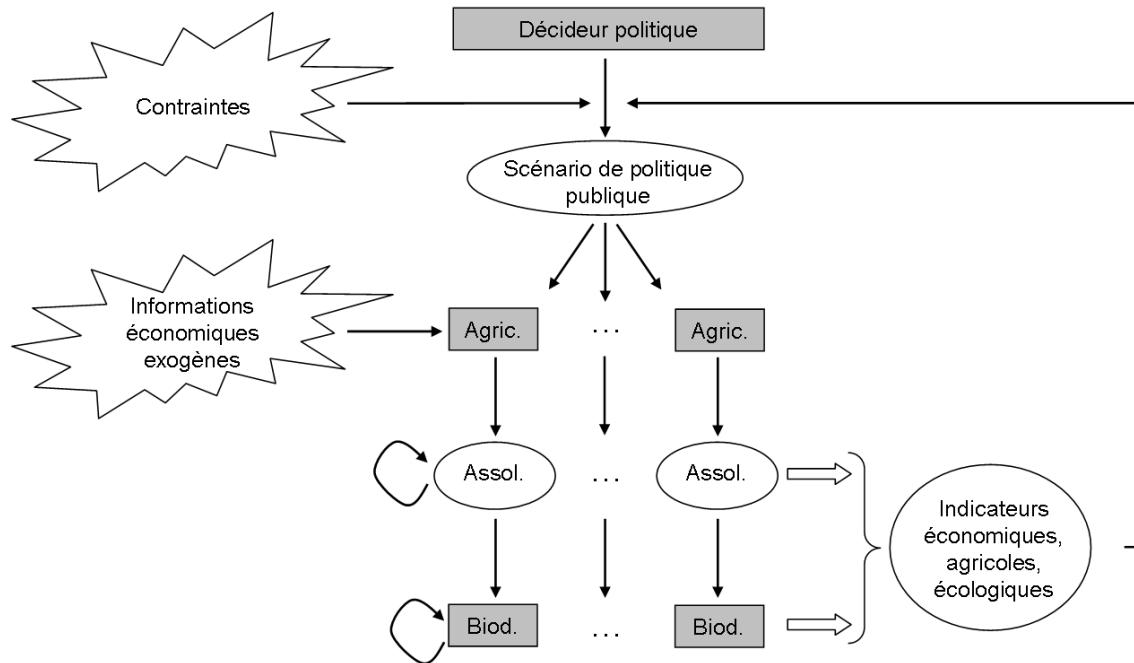 Décideur politique
Contraintes
Scénario de politique
publique
Informations
économiques
exogènes
Agric.
...
Agric.
Assol.
...
Assol.
Indicateurs
économiques,
agricoles,
écologiques
Biod.
...
Biod.